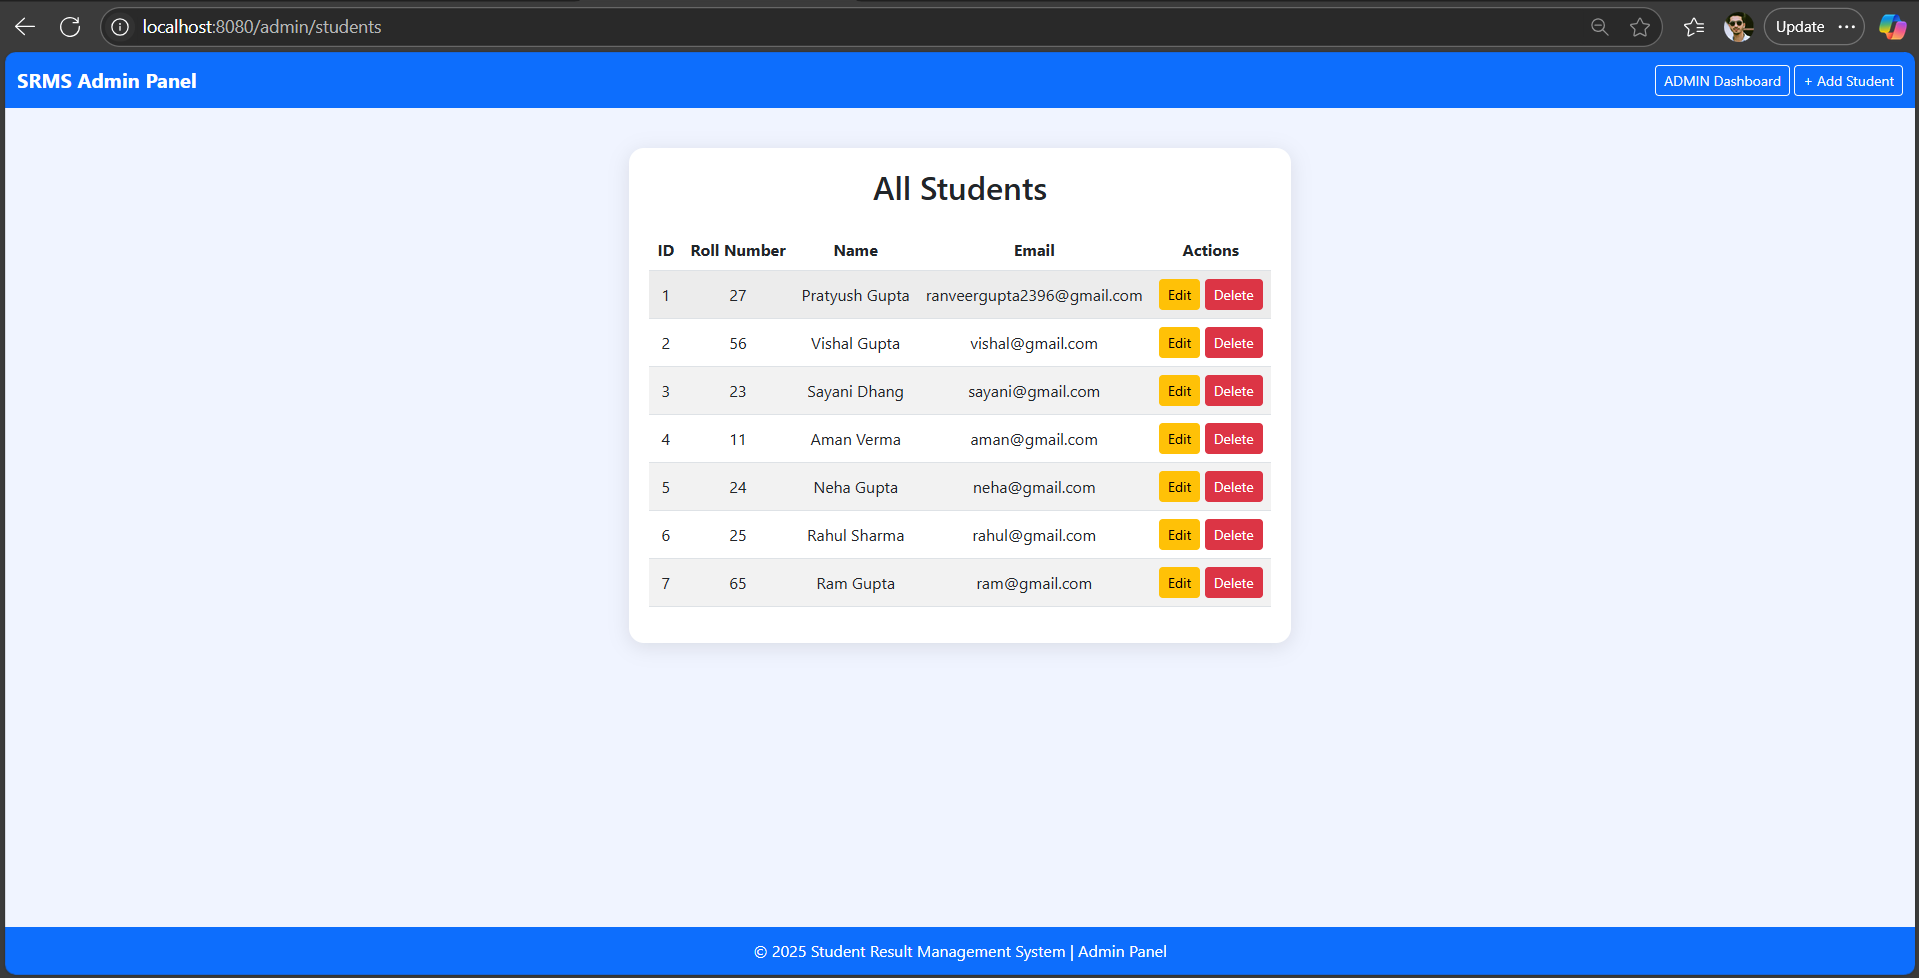 localhost:8080/admin/students
Update
SRMS Admin Panel
ADMIN Dashboard
+ Add Student
All Students
ID Roll Number Name Email Actions
1 27 Pratyush Gupta ranveergupta2396@gmail.com Edit Delete
2 56 Vishal Gupta vishal@gmail.com Edit Delete
3 23 Sayani Dhang sayani@gmail.com Edit Delete
4 11 Aman Verma aman@gmail.com Edit Delete
5 24 Neha Gupta neha@gmail.com Edit Delete
6 25 Rahul Sharma rahul@gmail.com Edit Delete
7 65 Ram Gupta ram@gmail.com Edit Delete
© 2025 Student Result Management System | Admin Panel